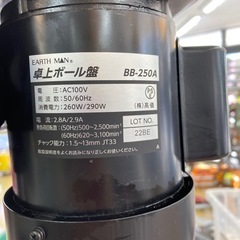 EARTH MAN®
卓上ボール盤 BB-250A
電圧:AC100V
周波数:50/60Hz
消費電力:260W/290W
(株)髙儀
電流:2.8A/2.9A
(50Hz)500~2,500min⁻¹
(60Hz)620~3,100min⁻¹
チャック能力:1.5~13mm JT33
LOT NO.
22BE